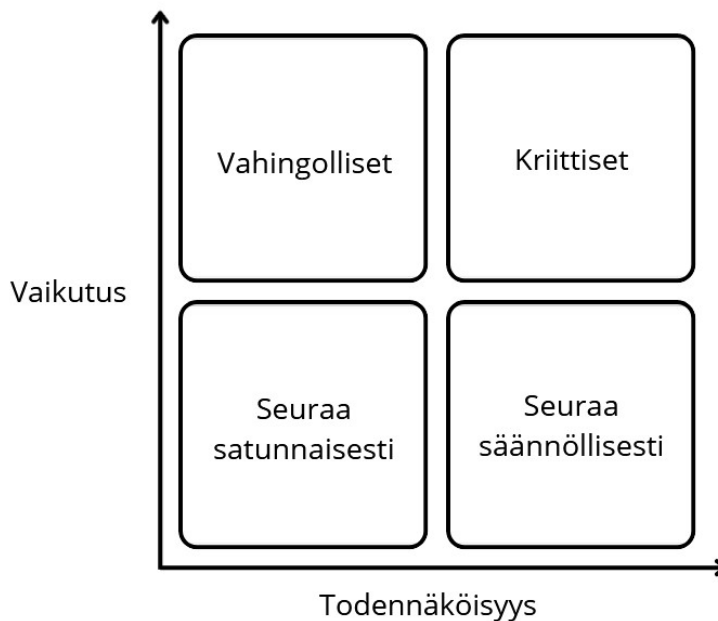 Vahingolliset
Kriittiset
Vaikutus
Seuraa
satunnaisesti
Seuraa
säännöllisesti
Todennäköisyys